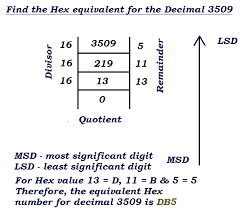 Find the Hex equivalent for the Decimal 3509
Divisor
16 3509 5
16 219 11
16 13 13
0
Remainder
LSD
MSD
Quotient
MSD - most significant digit
LSD - least significant digit
For Hex value 13 = D, 11 = B & 5 = 5
Therefore, the equivalent Hex
number for decimal 3509 is DB5